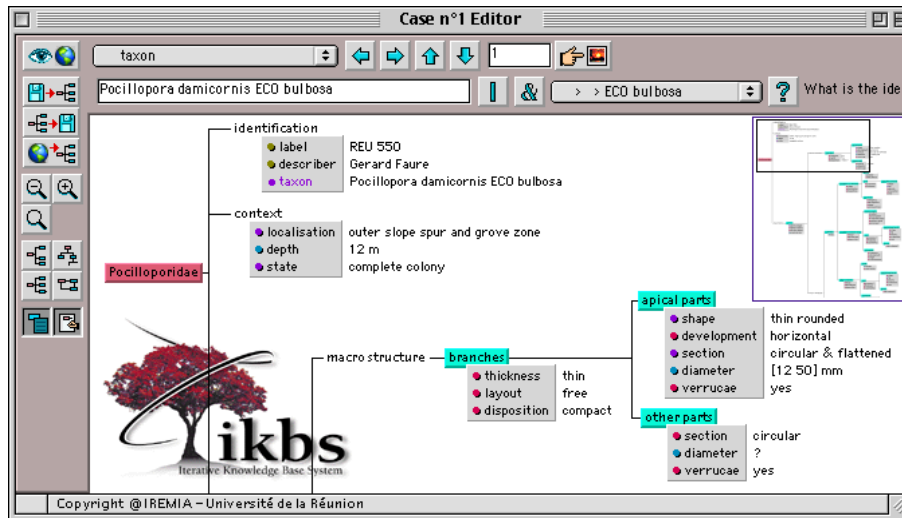 Case n°1 Editor
taxon
1
Pocillopora damicornis ECO bulbosa
&
> > ECO bulbosa
?
What is the ide
identification
label REU 550
describer Gerard Faure
taxon Pocillopora damicornis ECO bulbosa
context
localisation outer slope spur and grove zone
depth 12 m
state complete colony
Pocilloporidae
apical parts
shape thin rounded
development horizontal
section circular & flattened
diameter [12 50] mm
verrucae yes
macro structure
branches
thickness thin
layout free
disposition compact
other parts
section circular
diameter ?
verrucae yes
ikbs
Iterative Knowledge Base System
Copyright @IREMIA - Université de la Réunion